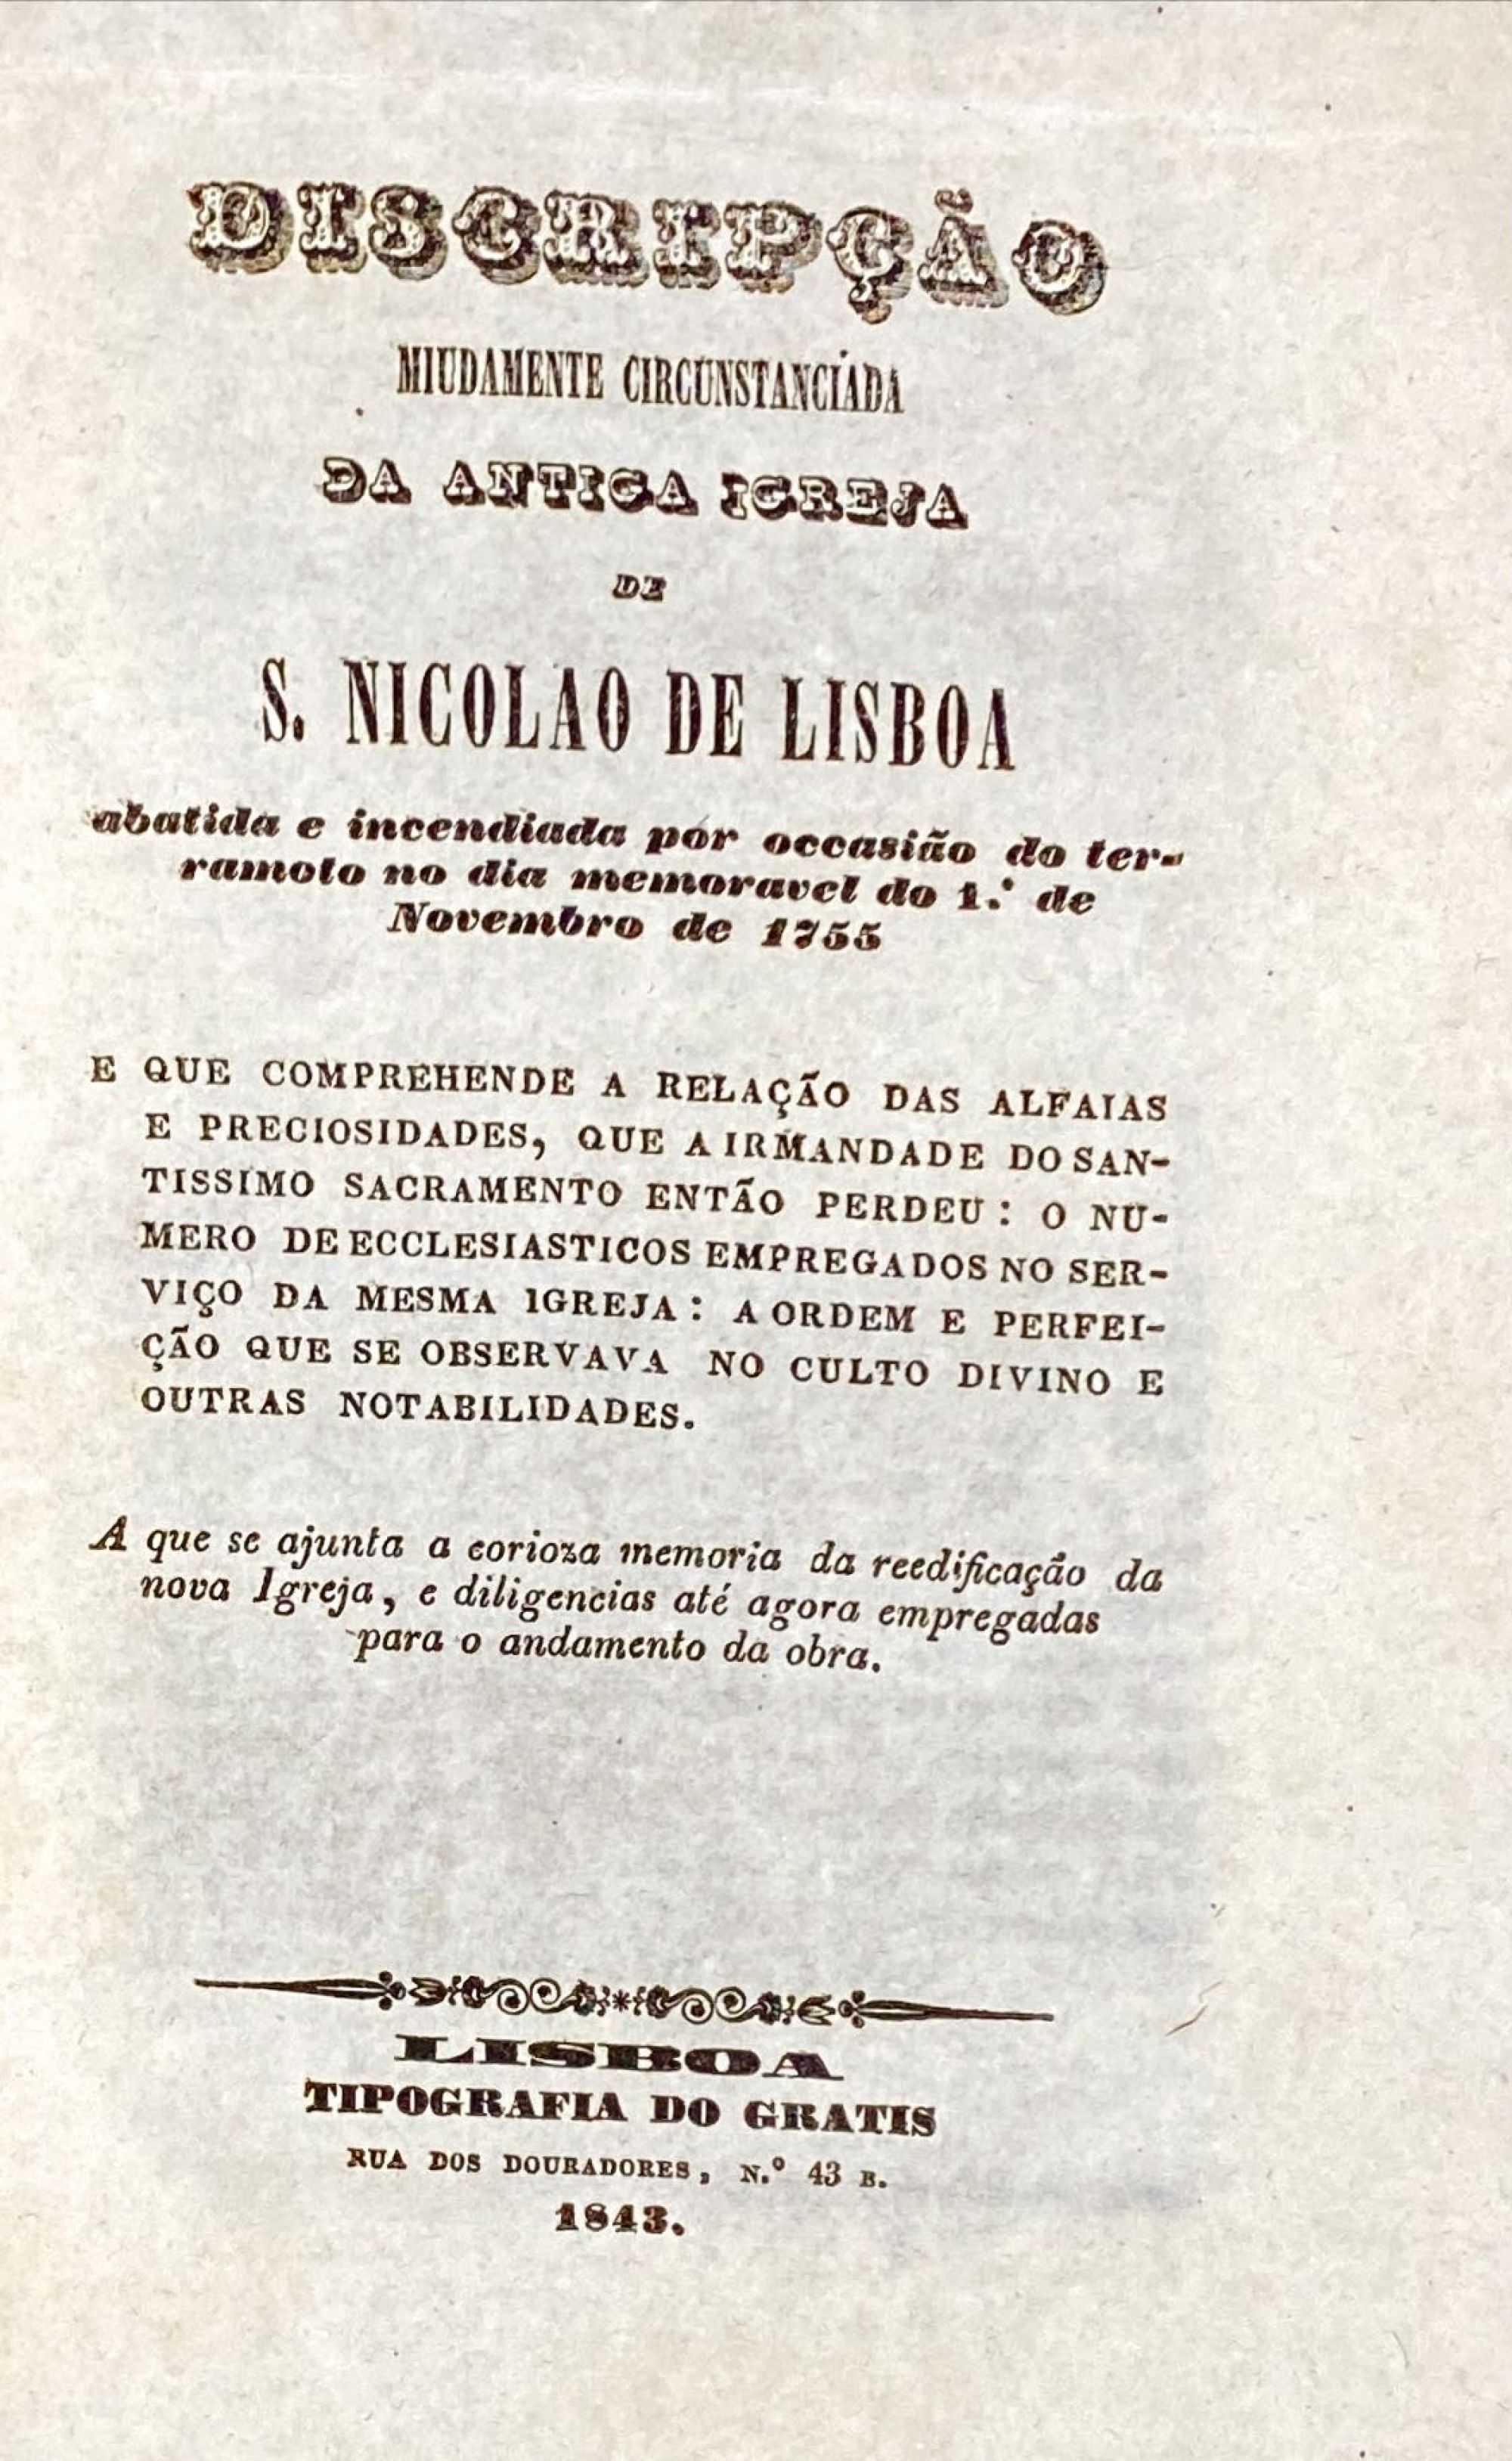 DISCRIPÇÃO
MIUDAMENTE CIRCUNSTANCIADA
DA ANTIGA IGREJA
DE
S. NICOLAO DE LISBOA
abatida e incendiada por occasião do ter-
ramoto no dia memoravel do 1.º de
Novembro de 1755
E QUE COMPREHENDE A RELAÇÃO DAS ALFAIAS
E PRECIOSIDADES, QUE A IRMANDADE DO SAN-
TISSIMO SACRAMENTO ENTÃO PERDEU: O NU-
MERO DE ECCLESIASTICOS EMPREGADOS NO SER-
VIÇO DA MESMA IGREJA: A ORDEM E PERFEI-
ÇÃO QUE SE OBSERVAVA NO CULTO DIVINO E
OUTRAS NOTABILIDADES.
A que se ajunta a corioza memoria da reedificação da
nova Igreja, e diligencias até agora empregadas
para o andamento da obra.
LISBOA
TIPOGRAFIA DO GRATIS
RUA DOS DOURADORES, N.º 43 B.
1843.